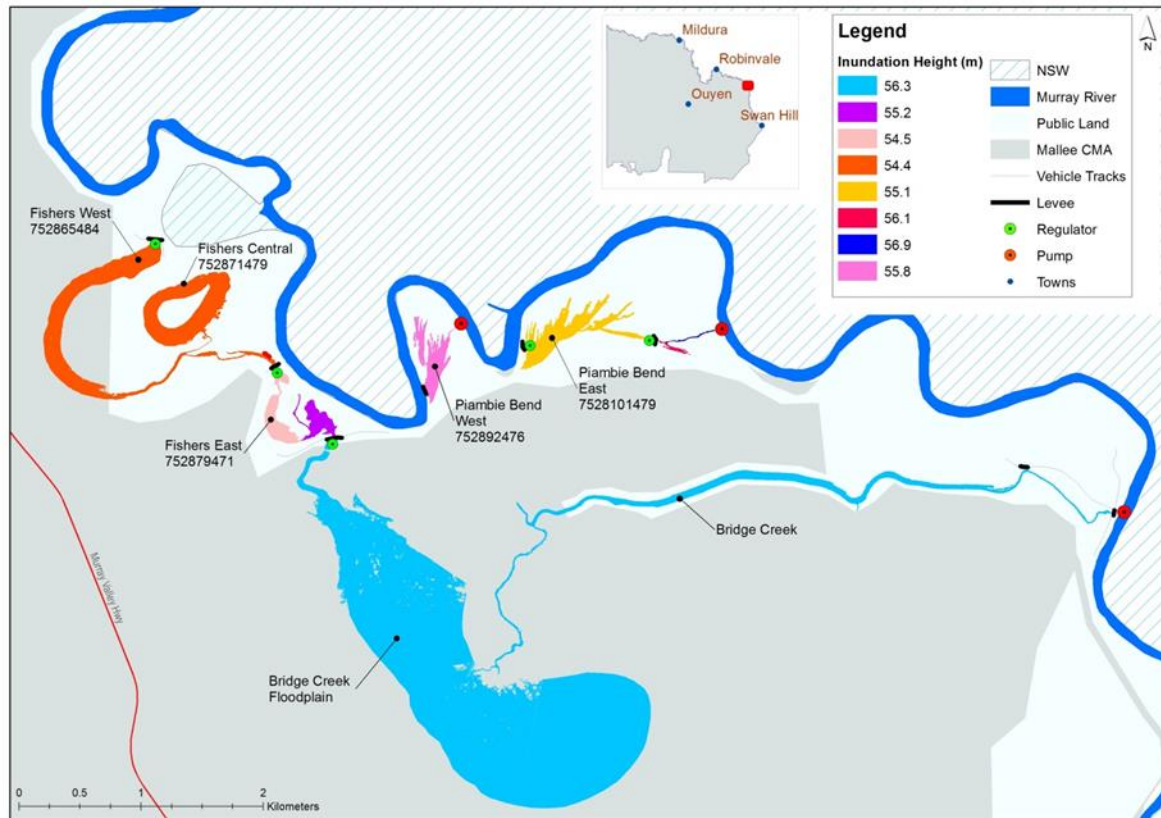 Mildura
Robinvale
Ouyen
Swan Hill
Legend
Inundation Height (m)
56.3
55.2
54.5
54.4
55.1
56.1
56.9
55.8
NSW
Murray River
Public Land
Mallee CMA
Vehicle Tracks
Levee
Regulator
Pump
Towns
N
Fishers West
752865484
Fishers Central
752871479
Fishers East
752879471
Piambie Bend
West
752892476
Piambie Bend
East
7528101479
Bridge Creek
Bridge Creek
Floodplain
Murray Valley Hwy
0 0.5 1 2
Kilometers